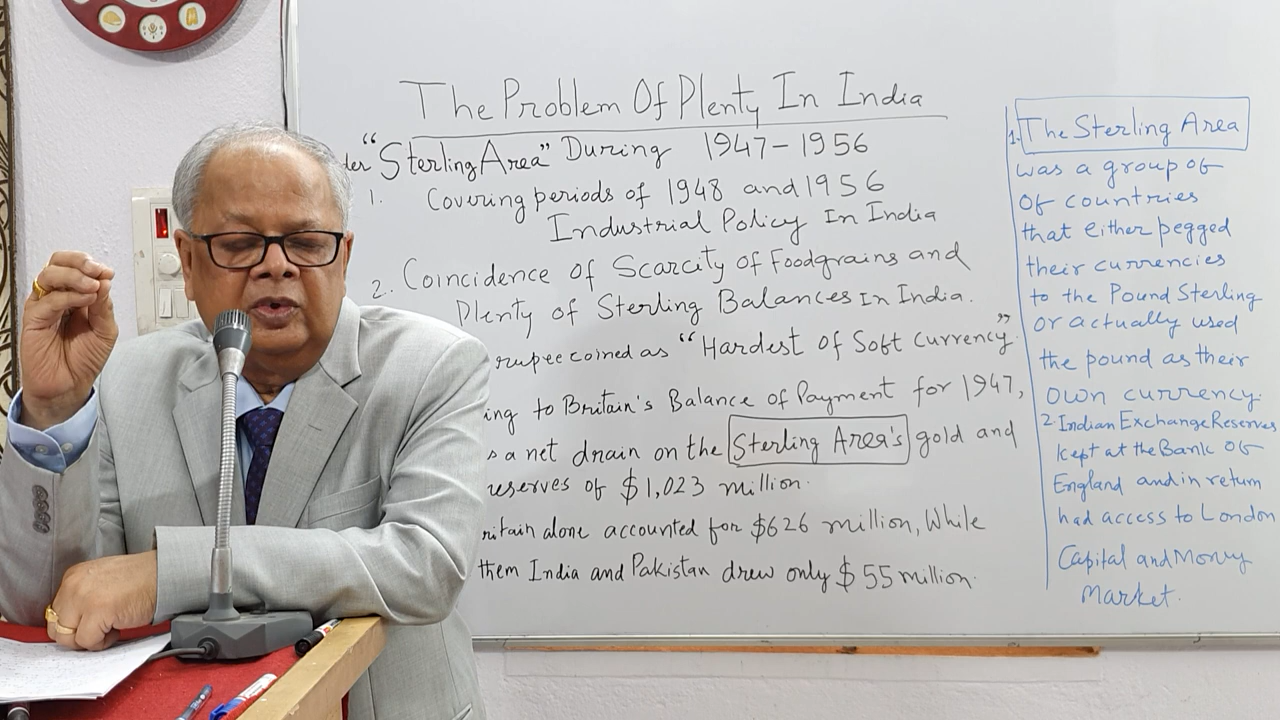 The Problem Of Plenty In India
"Sterling Area" During 1947-1956
1. Covering periods of 1948 and 1956
Industrial Policy In India
2. Coincidence of Scarcity of Foodgrains and
Plenty of Sterling Balances In India.
rupee coined as "Hardest of Soft Currency".
ing to Britain's Balance of Payment for 1947,
a net drain on the Sterling Area's gold and
reserves of $1,023 million.
ritain alone accounted for $626 million, While
them India and Pakistan drew only $55 million.
1. The Sterling Area
was a group of
of countries
that either pegged
their currencies
to the Pound Sterling
or actually used
the pound as their
own currency.
2. Indian Exchange Reserves
kept at the Bank of
England and in return
had access to London
Capital and Money
Market.